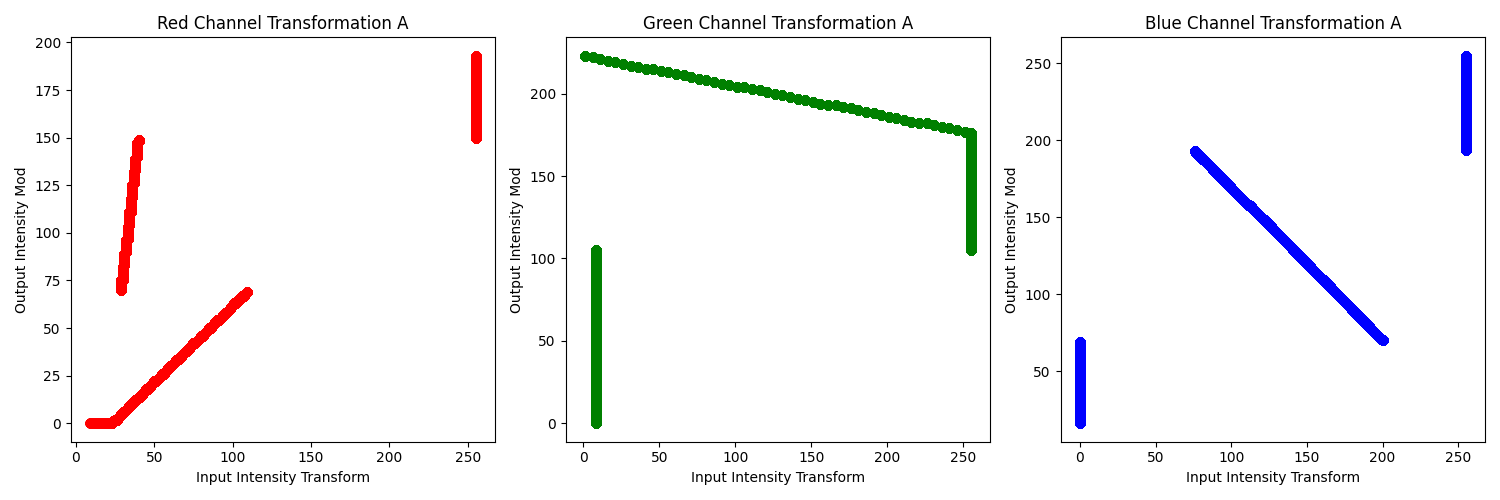 Red Channel Transformation A
Green Channel Transformation A
Blue Channel Transformation A
Output Intensity Mod
200
175
150
125
100
75
50
25
0
0 50 100 150 200 250
Input Intensity Transform
Output Intensity Mod
200
150
100
50
0
0 50 100 150 200 250
Input Intensity Transform
Output Intensity Mod
250
200
150
100
50
0 50 100 150 200 250
Input Intensity Transform